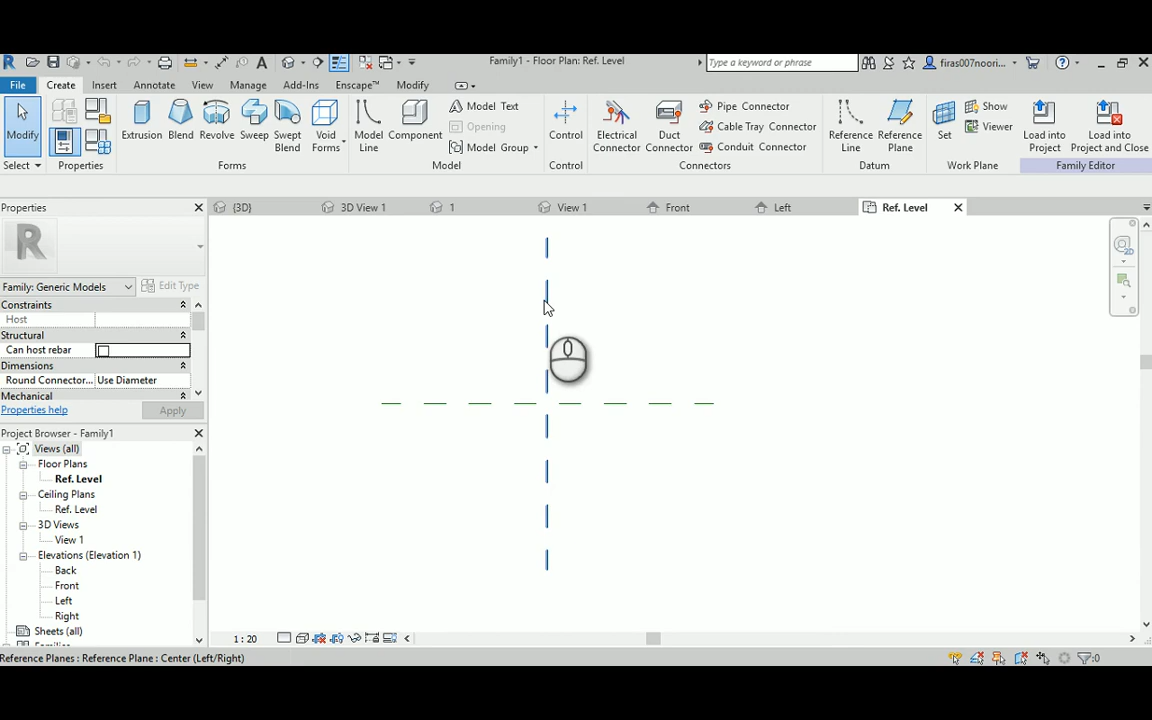 Family1 - Floor Plan: Ref. Level
Type a keyword or phrase
firas007noori...
File Create Insert Annotate View Manage Add-Ins Enscape™ Modify
Modify
Extrusion Blend Revolve Sweep Swept Blend Void Forms
Model Line Component Model Text Opening Model Group
Control
Electrical Connector Duct Connector Pipe Connector Cable Tray Connector Conduit Connector
Reference Line Reference Plane
Set Show Viewer
Load into Project Load into Project and Close
Select Properties Forms Model Control Connectors Datum Work Plane Family Editor
Properties
{3D} 3D View 1 1 View 1 Front Left Ref. Level
R
Family: Generic Models Edit Type
Constraints
Host
Structural
Can host rebar
Dimensions
Round Connector... Use Diameter
Mechanical
Properties help Apply
Project Browser - Family1
Views (all)
Floor Plans
Ref. Level
Ceiling Plans
Ref. Level
3D Views
View 1
Elevations (Elevation 1)
Back
Front
Left
Right
Sheets (all)
1 : 20
Reference Planes : Reference Plane : Center (Left/Right)
:0